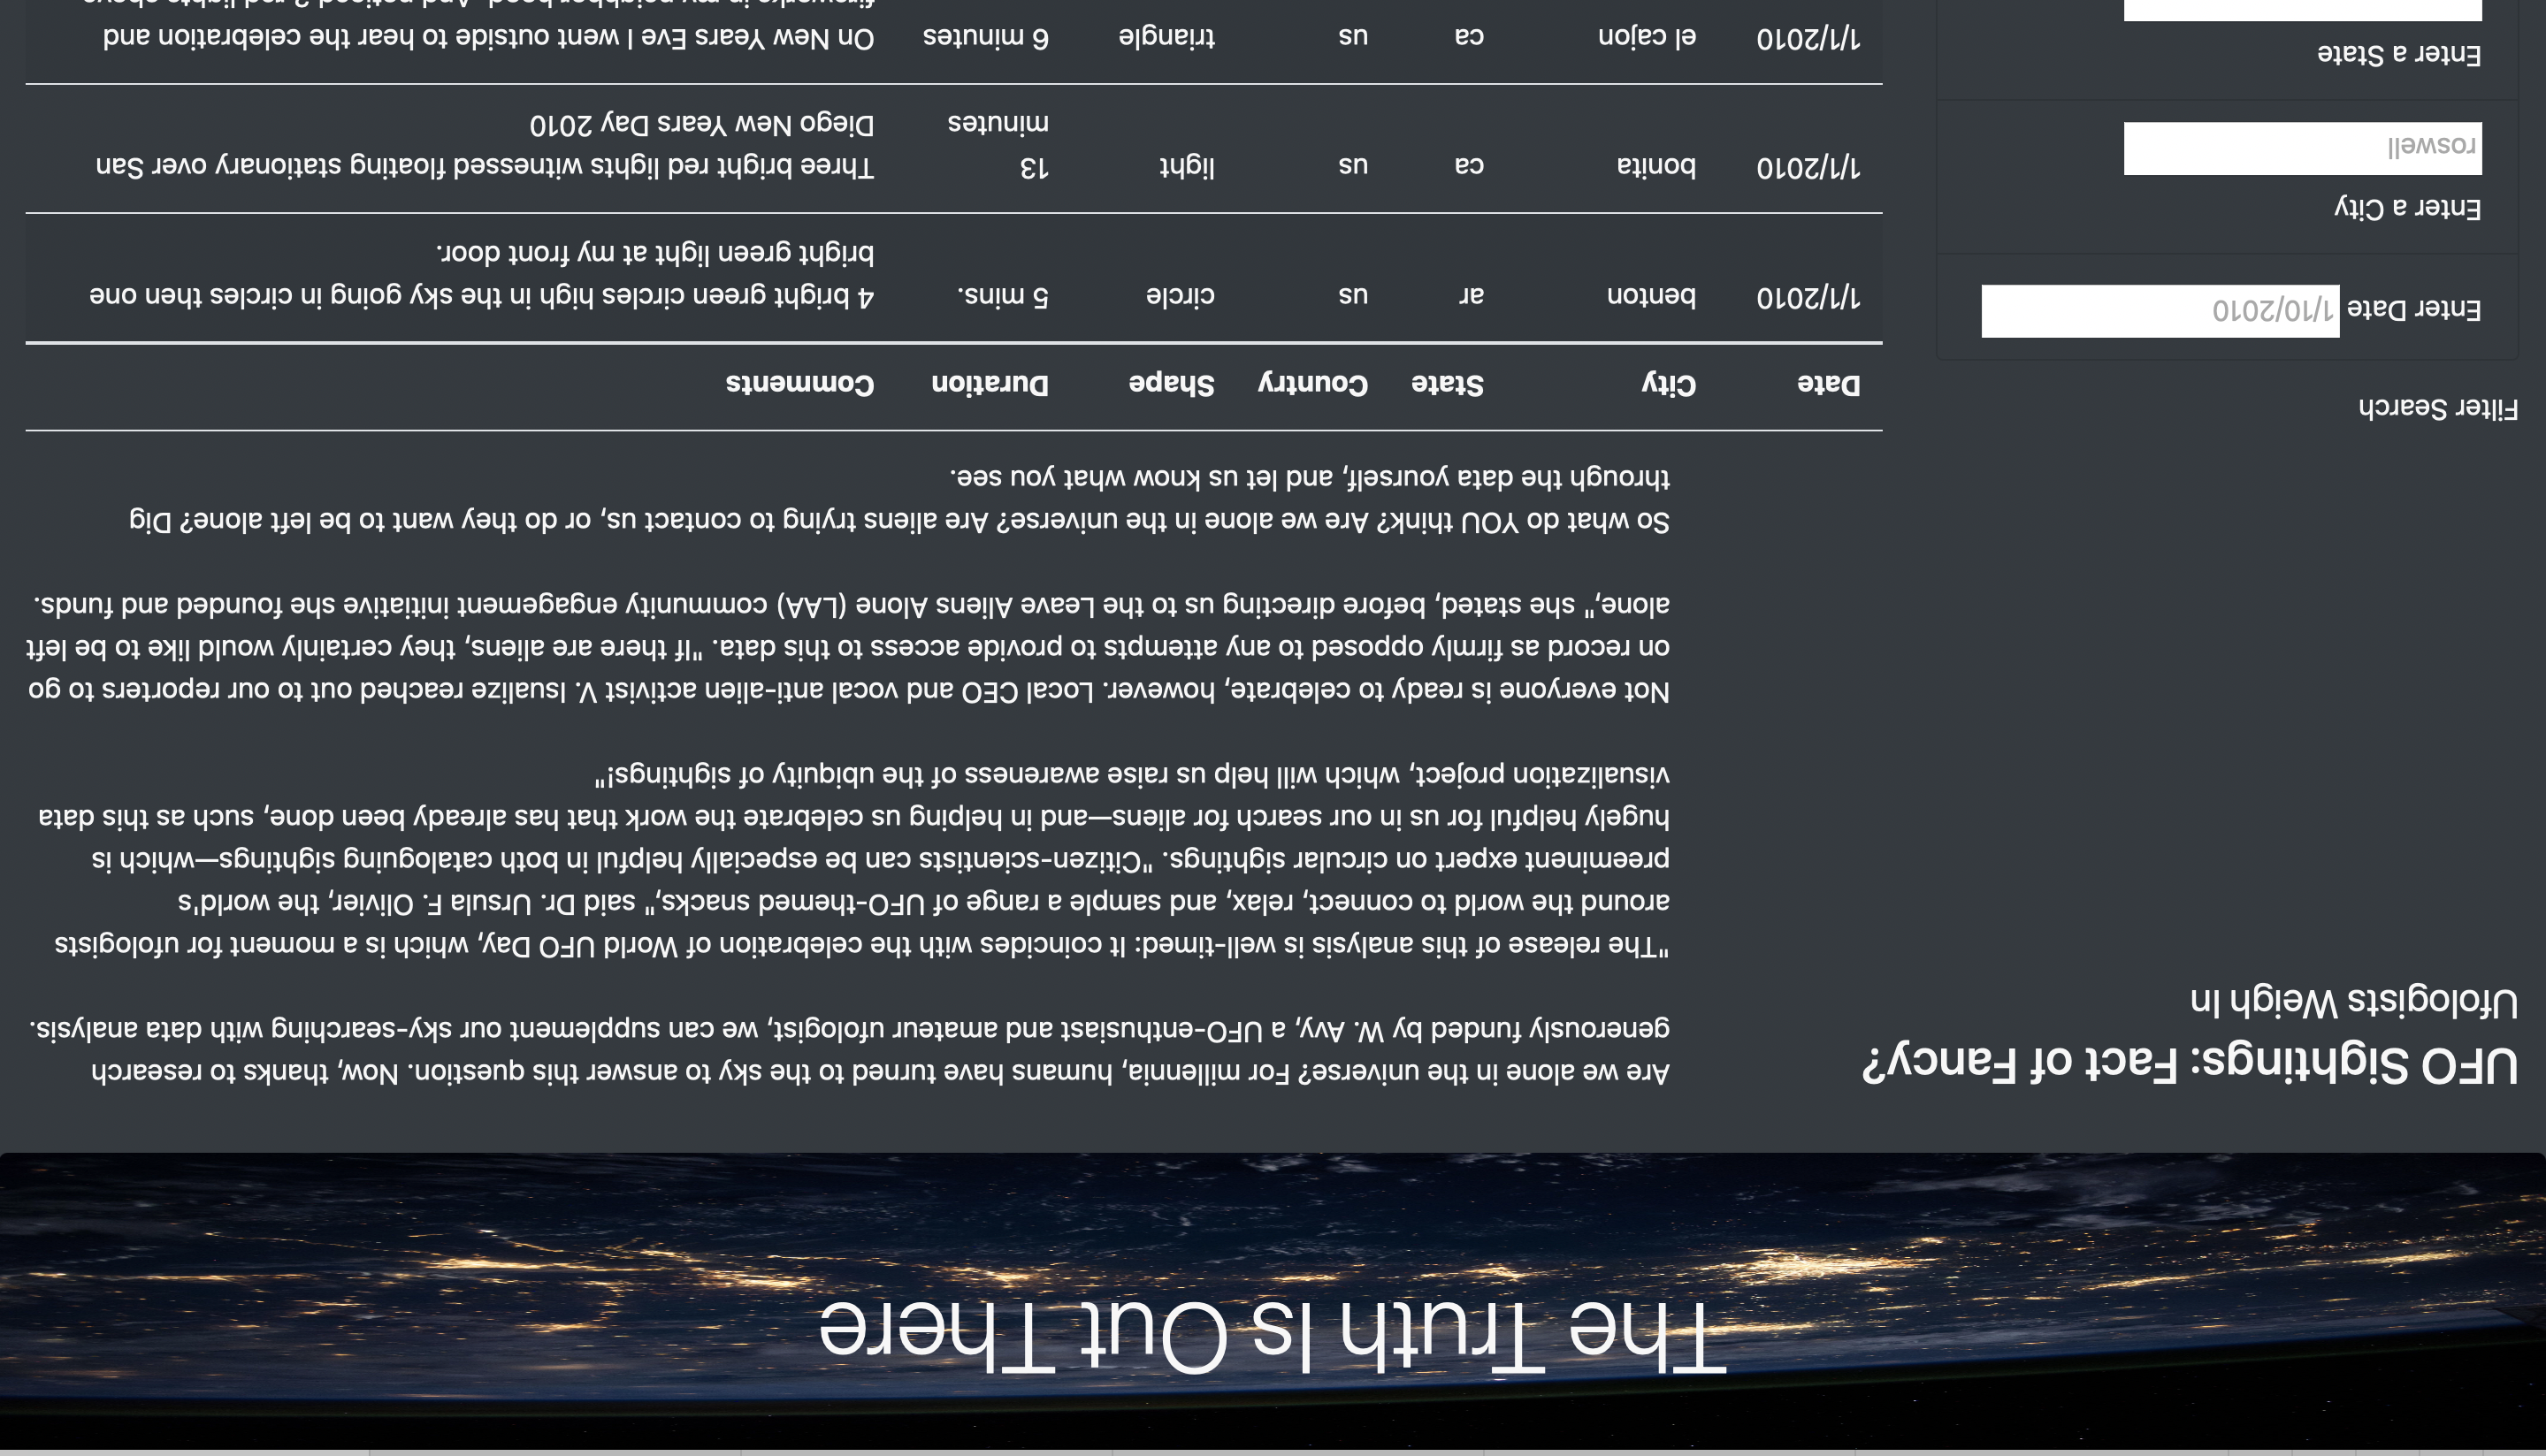 The Truth Is Out There
UFO Sightings: Fact of Fancy?
Ufologists Weigh In
Are we alone in the universe? For millennia, humans have turned to the sky to answer this question. Now, thanks to research
generously funded by W. Avy, a UFO-enthusiast and amateur ufologist, we can supplement our sky-searching with data analysis.
"The release of this analysis is well-timed: It coincides with the celebration of World UFO Day, which is a moment for ufologists
around the world to connect, relax, and sample a range of UFO-themed snacks," said Dr. Ursula F. Olivier, the world's
preeminent expert on circular sightings. "Citizen-scientists can be especially helpful in both cataloguing sightings—which is
hugely helpful for us in our search for aliens—and in helping us celebrate the work that has already been done, such as this data
visualization project, which will help us raise awareness of the ubiquity of sightings!"
Not everyone is ready to celebrate, however. Local CEO and vocal anti-alien activist V. Isualize reached out to our reporters to go
on record as firmly opposed to any attempts to provide access to this data. "If there are aliens, they certainly would like to be left
alone," she stated, before directing us to the Leave Aliens Alone (LAA) community engagement initiative she founded and funds.
So what do YOU think? Are we alone in the universe? Are aliens trying to contact us, or do they want to be left alone? Dig
through the data yourself, and let us know what you see.
Filter Search
Enter Date 1/10/2010
Enter a City
roswell
Enter a State
Date City State Country Shape Duration Comments
1/1/2010 benton ar us circle 5 mins. 4 bright green circles high in the sky going in circles then one
bright green light at my front door.
1/1/2010 bonita ca us light 13 Three bright red lights witnessed floating stationary over San
minutes Diego New Years Day 2010
1/1/2010 el cajon ca us triangle 6 minutes On New Years Eve I went outside to hear the celebration and
fireworks in my neighbor hood. And noticed 3 red lights above